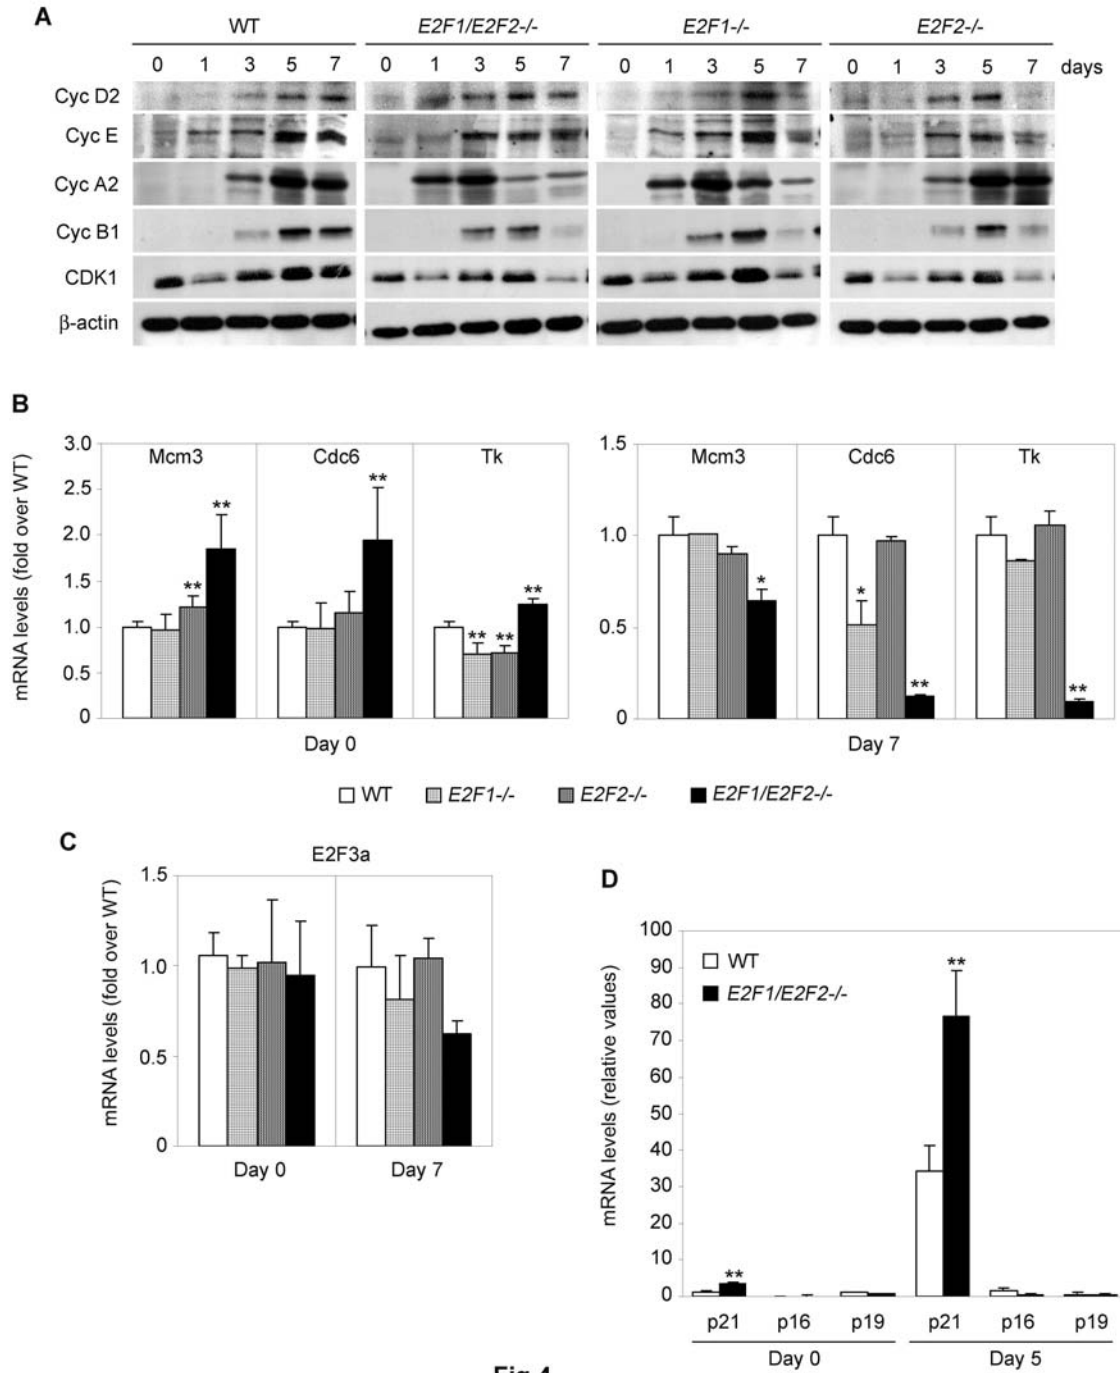 A
WT E2F1/E2F2-/- E2F1-/- E2F2-/-
0 1 3 5 7 0 1 3 5 7 0 1 3 5 7 0 1 3 5 7 days
Cyc D2
Cyc E
Cyc A2
Cyc B1
CDK1
β-actin
B
mRNA levels (fold over WT)
3.0
2.5
2.0
1.5
1.0
0.5
0
Mcm3 Cdc6 Tk
** ** ** ** ** **
Day 0
1.5
1.0
0.5
0
Mcm3 Cdc6 Tk
* * ** **
Day 7
WT E2F1-/- E2F2-/- E2F1/E2F2-/-
C
E2F3a
mRNA levels (fold over WT)
1.5
1.0
0.5
0
Day 0 Day 7
D
mRNA levels (relative values)
100
90
80
70
60
50
40
30
20
10
0
WT
E2F1/E2F2-/-
** **
p21 p16 p19 p21 p16 p19
Day 0 Day 5